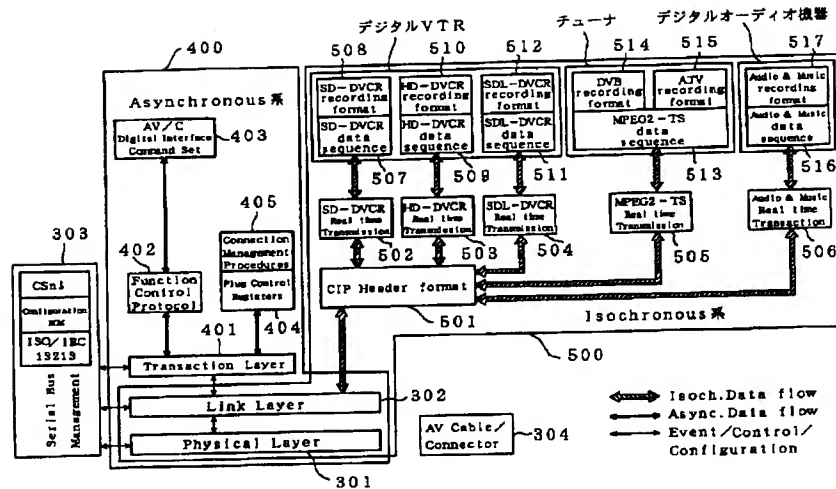 デジタルVTR
チューナ
デジタルオーディオ機器
400
508
510
512
514
515
517
Asynchronous系
AV/C
Digital Interface
Command Set
403
SD-DVCR
recording
format
SD-DVCR
data
sequence
HD-DVCR
recording
format
HD-DVCR
data
sequence
SDL-DVCR
recording
format
SDL-DVCR
data
sequence
DVB
recording
format
ATV
recording
format
MPEG2-TS
data
sequence
Audio & Music
recording
format
Audio & Music
data
sequence
507
509
511
513
516
405
Connection
Management
Procedures
Plug Control
Registers
404
402
Function
Control
Protocol
SD-DVCR
Real time
Transmission
502
HD-DVCR
Real time
Transmission
503
SDL-DVCR
Real time
Transmission
504
MPEG2-TS
Real time
Transmission
505
Audio & Music
Real time
Transaction
506
303
Configuration
ROM
ISO/IEC
13213
Serial Bus
Management
CIP Header format
501
Isochronous系
500
401
Transaction Layer
302
Link Layer
Physical Layer
301
AV Cable/
Connector
304
Isoch.Data flow
Async.Data flow
Event/Control/
Configuration